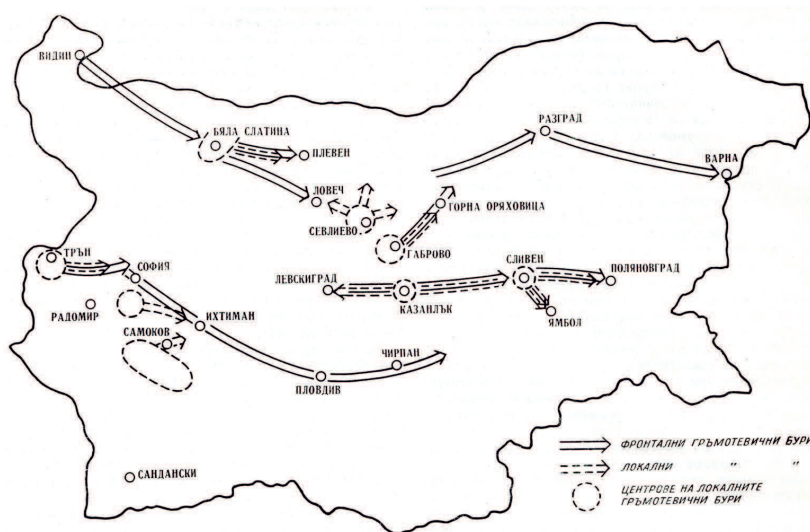 ВИДИН
БЯЛА СЛАТИНА
ПЛЕВЕН
РАЗГРАД
ВАРНА
ЛОВЕЧ
ГОРНА ОРЯХОВИЦА
СЕВЛИЕВО
ГАБРОВО
ТРЪН
СОФИЯ
СЛИВЕН
ПОЛЯНОВГРАД
ЛЕВСКИГРАД
КАЗАНЛЪК
РАДОМИР
ИХТИМАН
ЯМБОЛ
САМОКОВ
ЧИРПАН
ПЛОВДИВ
САНДАНСКИ
ФРОНТАЛНИ ГРЪМОТЕВИЧНИ БУРИ
ЛОКАЛНИ " "
ЦЕНТРОВЕ НА ЛОКАЛНИТЕ
ГРЪМОТЕВИЧНИ БУРИ